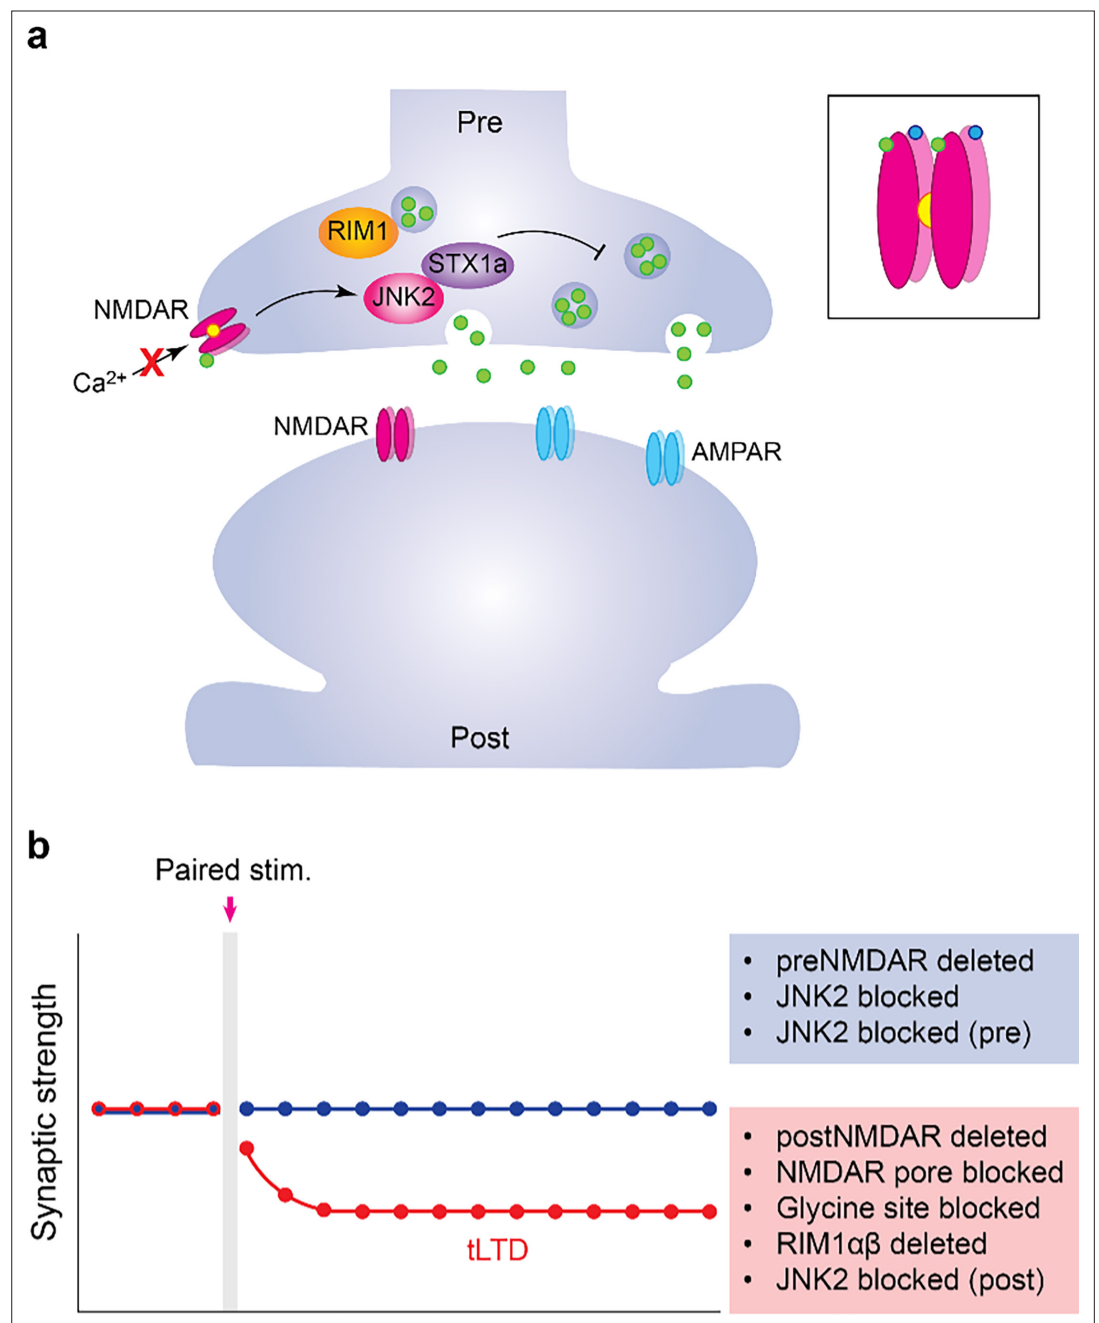 a
Pre
RIM1
STX1a
JNK2
NMDAR
X
Ca²⁺
NMDAR
AMPAR
Post
b
Paired stim.
Synaptic strength
tLTD
• preNMDAR deleted
• JNK2 blocked
• JNK2 blocked (pre)
• postNMDAR deleted
• NMDAR pore blocked
• Glycine site blocked
• RIM1αβ deleted
• JNK2 blocked (post)